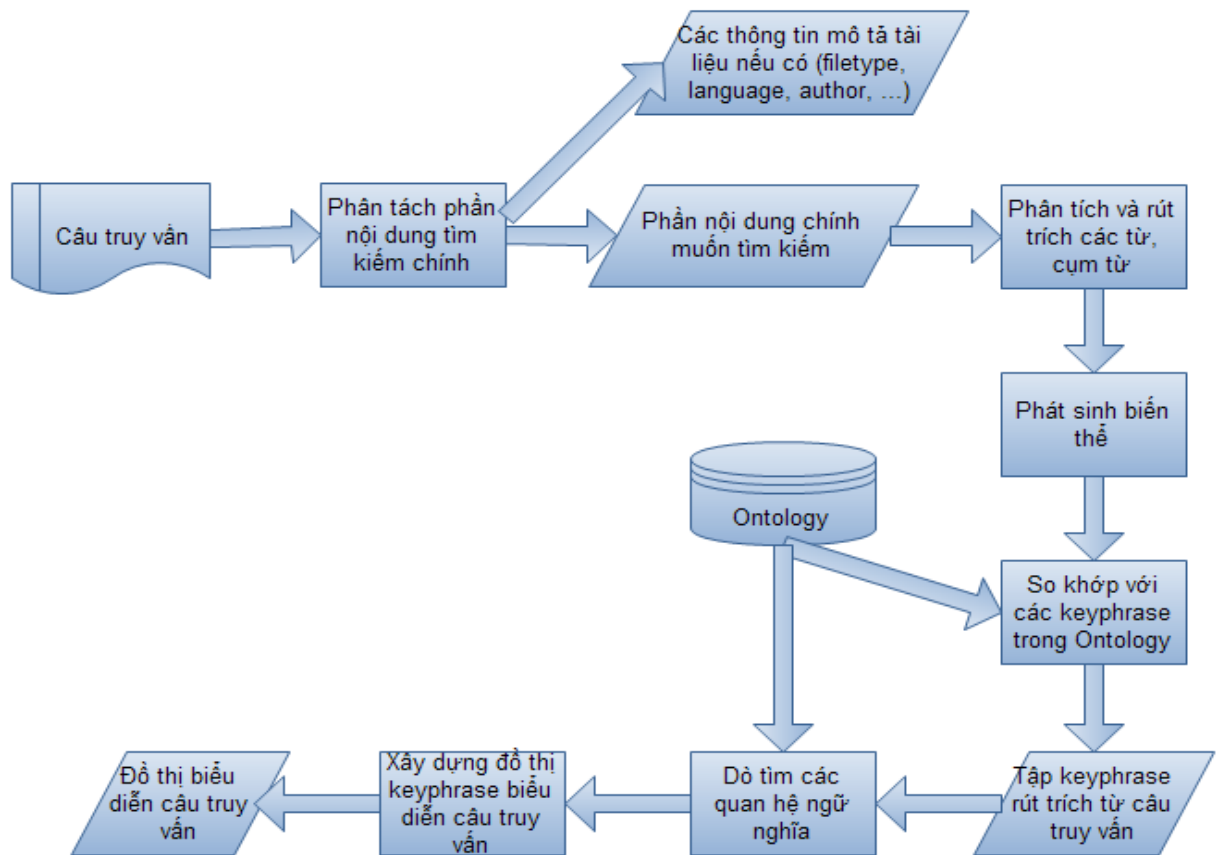 Các thông tin mô tả tài
liệu nếu có (filetype,
language, author, ...)
Câu truy vấn
Phân tách phần
nội dung tìm
kiếm chính
Phần nội dung chính
muốn tìm kiếm
Phân tích và rút
trích các từ,
cụm từ
Phát sinh biến
thể
Ontology
So khớp với
các keyphrase
trong Ontology
Tập keyphrase
rút trích từ câu
truy vấn
Dò tìm các
quan hệ ngữ
nghĩa
Xây dựng đồ thị
keyphrase biểu
diễn câu truy
vấn
Đồ thị biểu
diễn câu truy
vấn